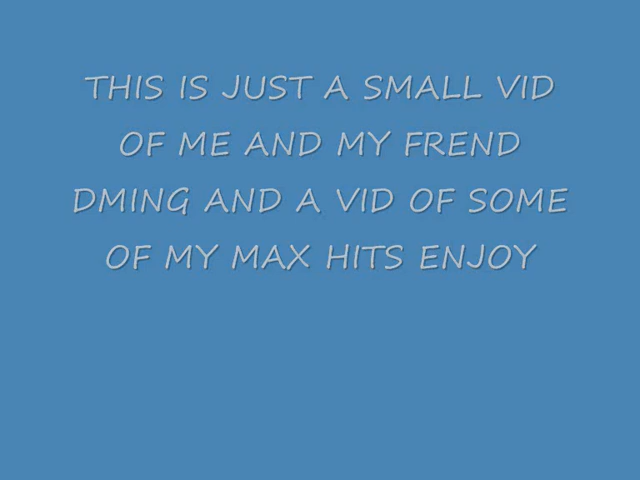 THIS IS JUST A SMALL VID
OF ME AND MY FREND
DMING AND A VID OF SOME
OF MY MAX HITS ENJOY